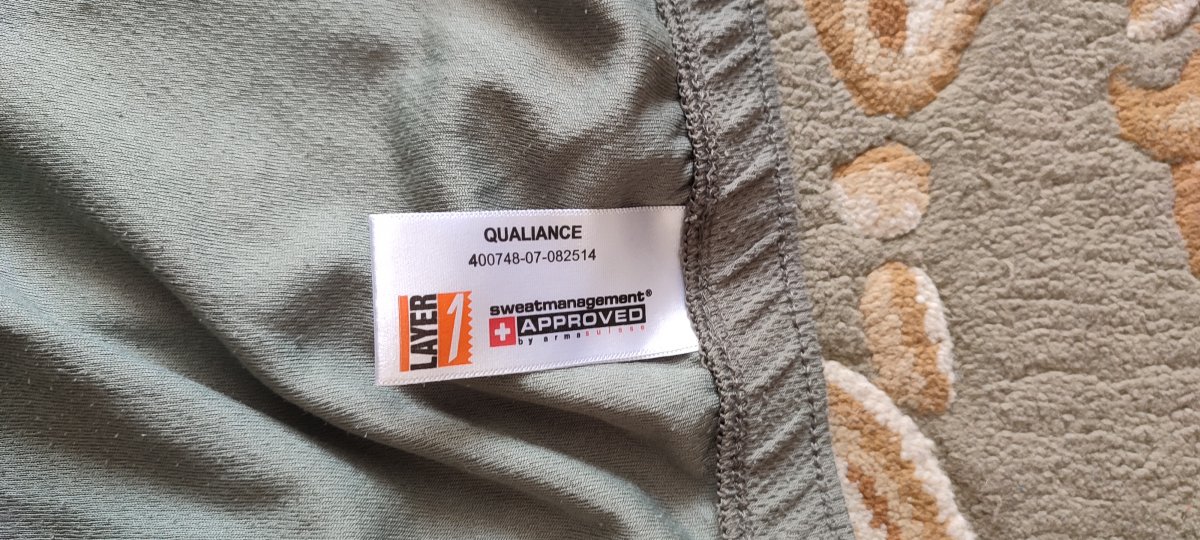 QUALIANCE
400748-07-082514
LAYER 1
sweatmanagement®
APPROVED
by armasuisse